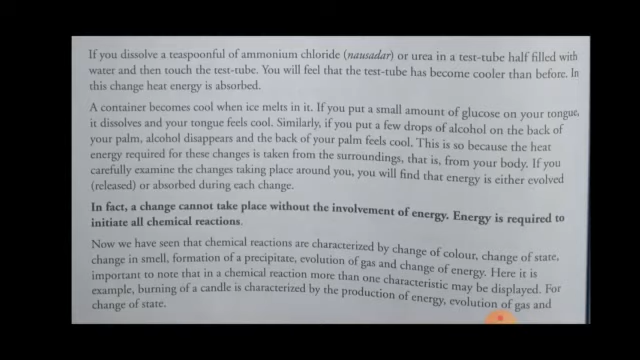 If you dissolve a teaspoonful of ammonium chloride (nausadar) or urea in a test-tube half filled with
water and then touch the test-tube. You will feel that the test-tube has become cooler than before. In
this change heat energy is absorbed.
A container becomes cool when ice melts in it. If you put a small amount of glucose on your tongue,
it dissolves and your tongue feels cool. Similarly, if you put a few drops of alcohol on the back of
your palm, alcohol disappears and the back of your palm feels cool. This is so because the heat
energy required for these changes is taken from the surroundings, that is, from your body. If you
carefully examine the changes taking place around you, you will find that energy is either evolved
(released) or absorbed during each change.
In fact, a change cannot take place without the involvement of energy. Energy is required to
initiate all chemical reactions.
Now we have seen that chemical reactions are characterized by change of colour, change of state,
change in smell, formation of a precipitate, evolution of gas and change of energy. Here it is
important to note that in a chemical reaction more than one characteristic may be displayed. For
example, burning of a candle is characterized by the production of energy, evolution of gas and
change of state.